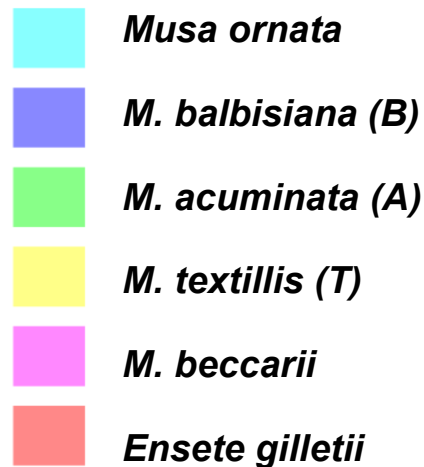 Musa ornata
M. balbisiana (B)
M. acuminata (A)
M. textillis (T)
M. beccarii
Ensete gilletii